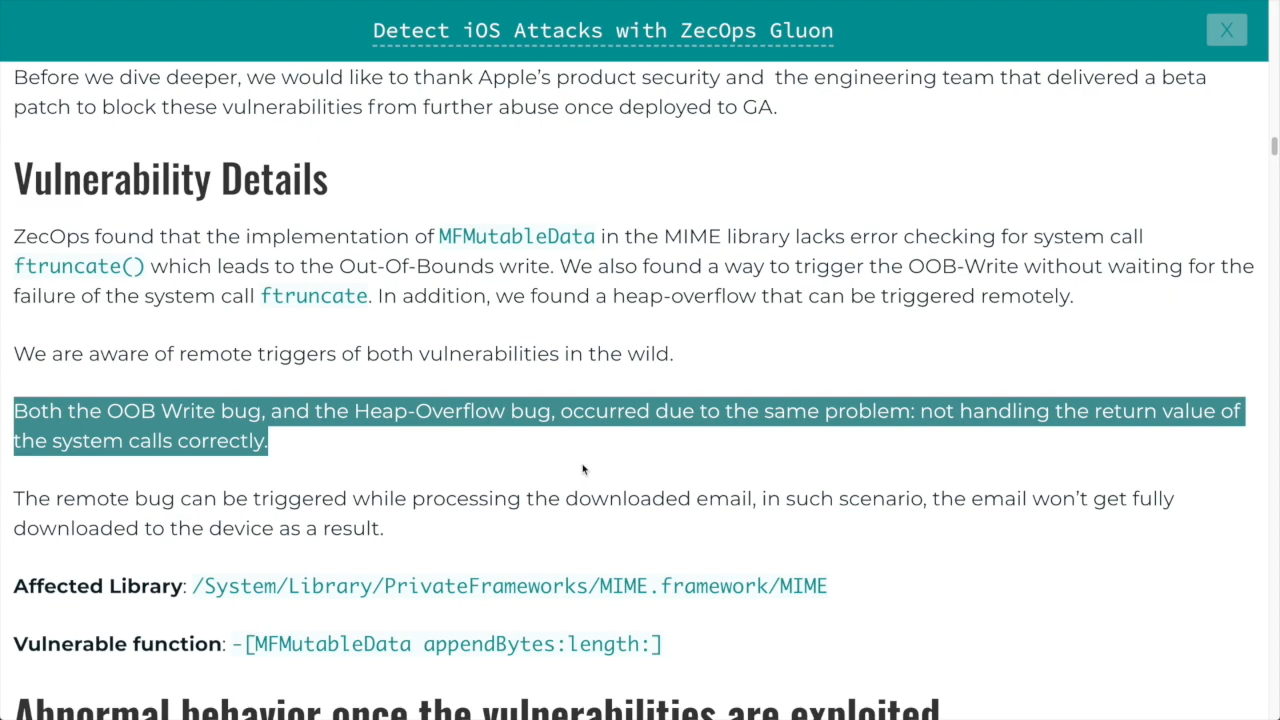 Detect iOS Attacks with ZecOps Gluon
X
Before we dive deeper, we would like to thank Apple’s product security and  the engineering team that delivered a beta
patch to block these vulnerabilities from further abuse once deployed to GA.
Vulnerability Details
ZecOps found that the implementation of MFMutableData in the MIME library lacks error checking for system call
ftruncate() which leads to the Out-Of-Bounds write. We also found a way to trigger the OOB-Write without waiting for the
failure of the system call ftruncate. In addition, we found a heap-overflow that can be triggered remotely.
We are aware of remote triggers of both vulnerabilities in the wild.
Both the OOB Write bug, and the Heap-Overflow bug, occurred due to the same problem: not handling the return value of
the system calls correctly.
The remote bug can be triggered while processing the downloaded email, in such scenario, the email won’t get fully
downloaded to the device as a result.
Affected Library: /System/Library/PrivateFrameworks/MIME.framework/MIME
Vulnerable function: -[MFMutableData appendBytes:length:]
Abnormal behavior once the vulnerabilities are exploited